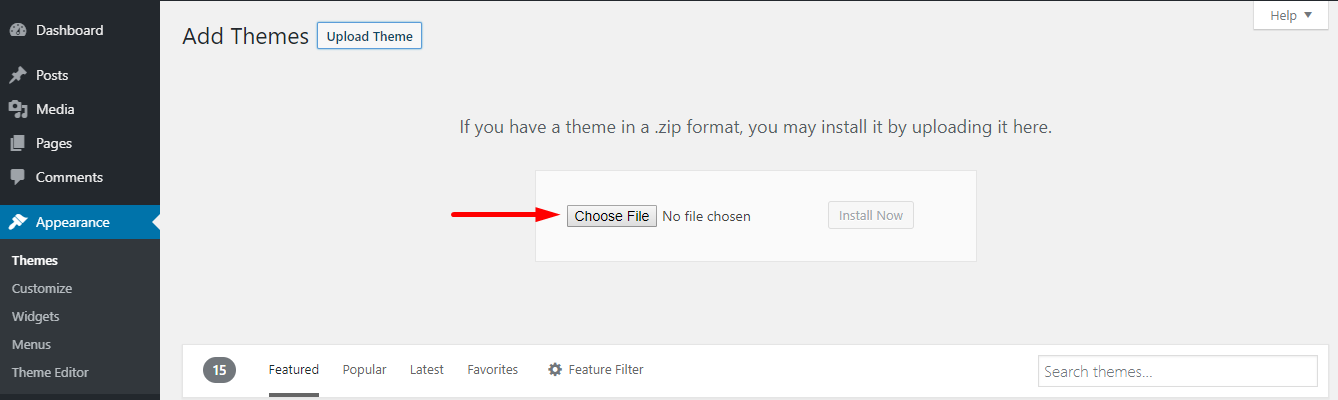 Dashboard
Posts
Media
Pages
Comments
Appearance
Themes
Customize
Widgets
Menus
Theme Editor
Add Themes Upload Theme
Help
If you have a theme in a .zip format, you may install it by uploading it here.
Choose File No file chosen Install Now
15 Featured Popular Latest Favorites Feature Filter Search themes...